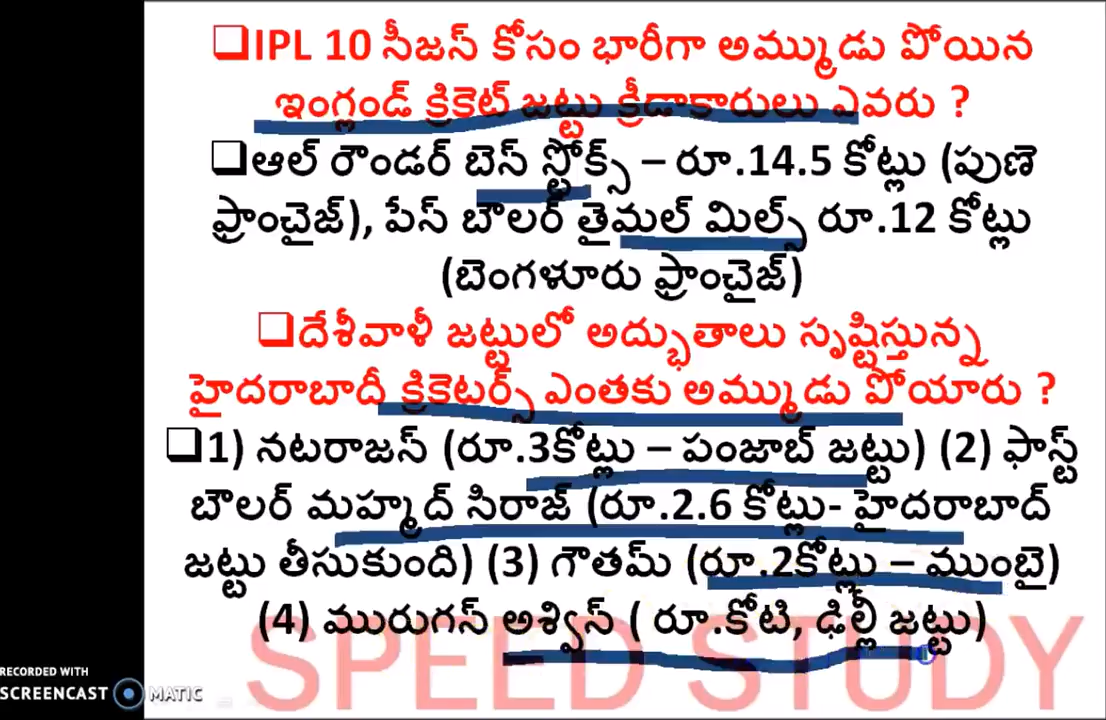 ❑IPL 10 సీజన్ కోసం భారీగా అమ్ముడు పోయిన
ఇంగ్లండ్ క్రికెట్ జట్టు క్రీడాకారులు ఎవరు ?
❑ఆల్ రౌండర్ బెన్ స్టోక్స్ – రూ.14.5 కోట్లు (పుణె
ఫ్రాంచైజ్), పేస్ బౌలర్ తైమల్ మిల్స్ రూ.12 కోట్లు
(బెంగళూరు ఫ్రాంచైజ్)
❑దేశీవాళీ జట్టులో అద్భుతాలు సృష్టిస్తున్న
హైదరాబాదీ క్రికెటర్స్ ఎంతకు అమ్ముడు పోయారు ?
❑1) నటరాజన్ (రూ.3కోట్లు – పంజాబ్ జట్టు) (2) ఫాస్ట్
బౌలర్ మహ్మద్ సిరాజ్ (రూ.2.6 కోట్లు- హైదరాబాద్
జట్టు తీసుకుంది) (3) గౌతమ్ (రూ.2కోట్లు – ముంబై)
(4) మురుగన్ అశ్విన్ ( రూ.కోటి, ఢిల్లీ జట్టు)
SPEED STUDY
RECORDED WITH
SCREENCAST MATIC